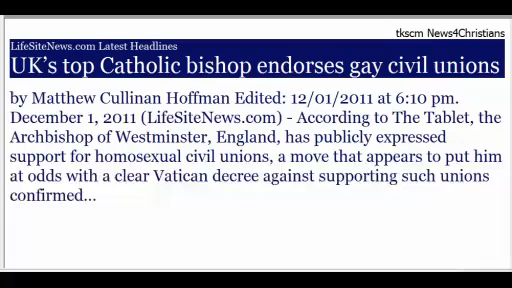 tkscm News4Christians
LifeSiteNews.com Latest Headlines
UK's top Catholic bishop endorses gay civil unions
by Matthew Cullinan Hoffman Edited: 12/01/2011 at 6:10 pm.
December 1, 2011 (LifeSiteNews.com) - According to The Tablet, the
Archbishop of Westminster, England, has publicly expressed
support for homosexual civil unions, a move that appears to put him
at odds with a clear Vatican decree against supporting such unions
confirmed...